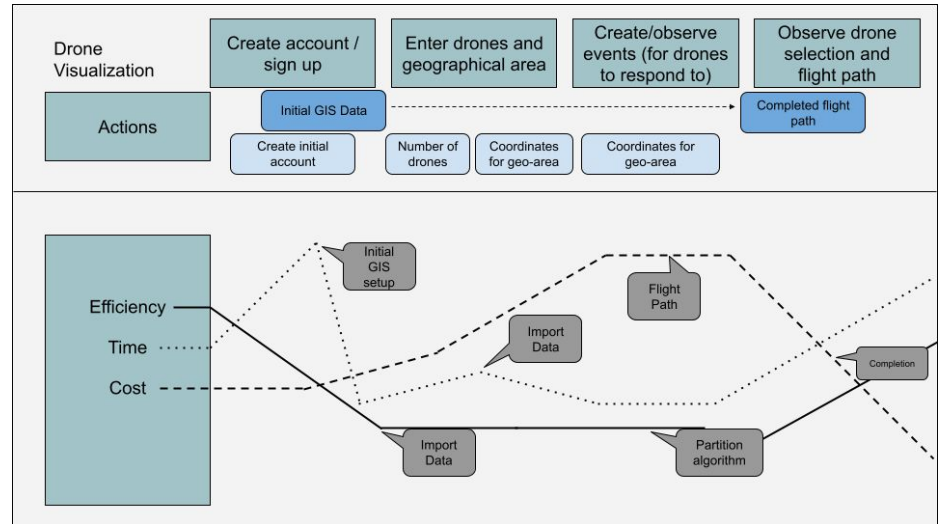 Drone
Visualization
Create account /
sign up
Enter drones and
geographical area
Create/observe
events (for drones
to respond to)
Observe drone
selection and
flight path
Actions
Initial GIS Data
Completed flight
path
Create initial
account
Number of
drones
Coordinates
for geo-area
Coordinates for
geo-area
Initial
GIS
setup
Efficiency
Time
Cost
Flight
Path
Import
Data
Completion
Import
Data
Partition
algorithm